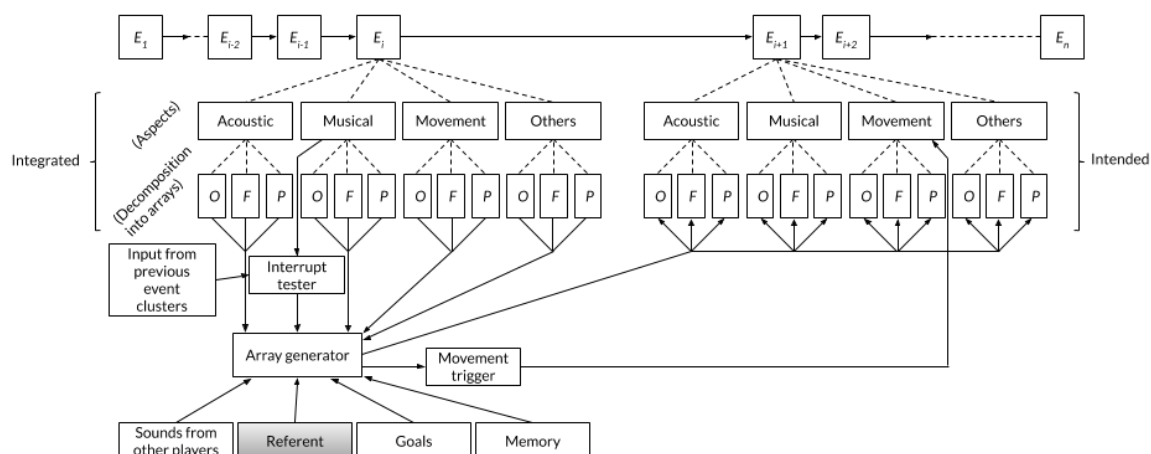 E1 Ei-2 Ei-1 Ei Ei+1 Ei+2 En
(Aspects)
Acoustic Musical Movement Others Acoustic Musical Movement Others
Integrated Intended
(Decomposition
into arrays)
O F P O F P O F P O F P O F P O F P O F P O F P
Input from
previous
event
clusters
Interrupt
tester
Array generator
Movement
trigger
Sounds from
other players
Referent
Goals
Memory